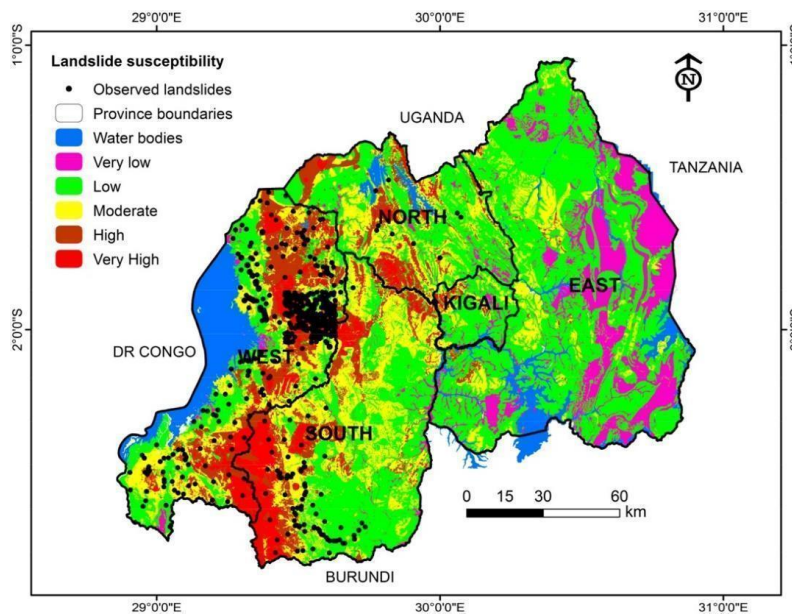 29°0'0"E 30°0'0"E 31°0'0"E
1°0'0"S
Landslide susceptibility
Observed landslides
Province boundaries
Water bodies
Very low
Low
Moderate
High
Very High
N
UGANDA
TANZANIA
NORTH
EAST
KIGALI
2°0'0"S
DR CONGO
WEST
SOUTH
0 15 30 60
km
BURUNDI
29°0'0"E 30°0'0"E 31°0'0"E